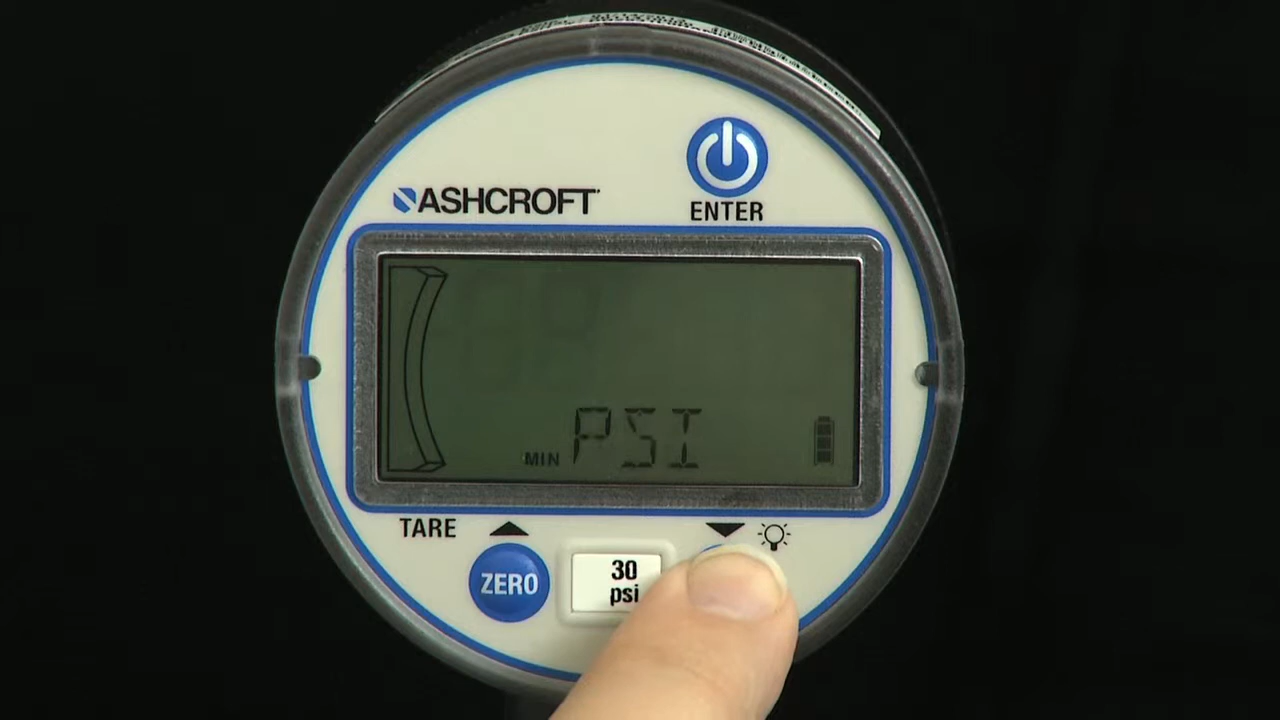 ASHCROFT
ENTER
MIN PSI
TARE
ZERO
30
psi